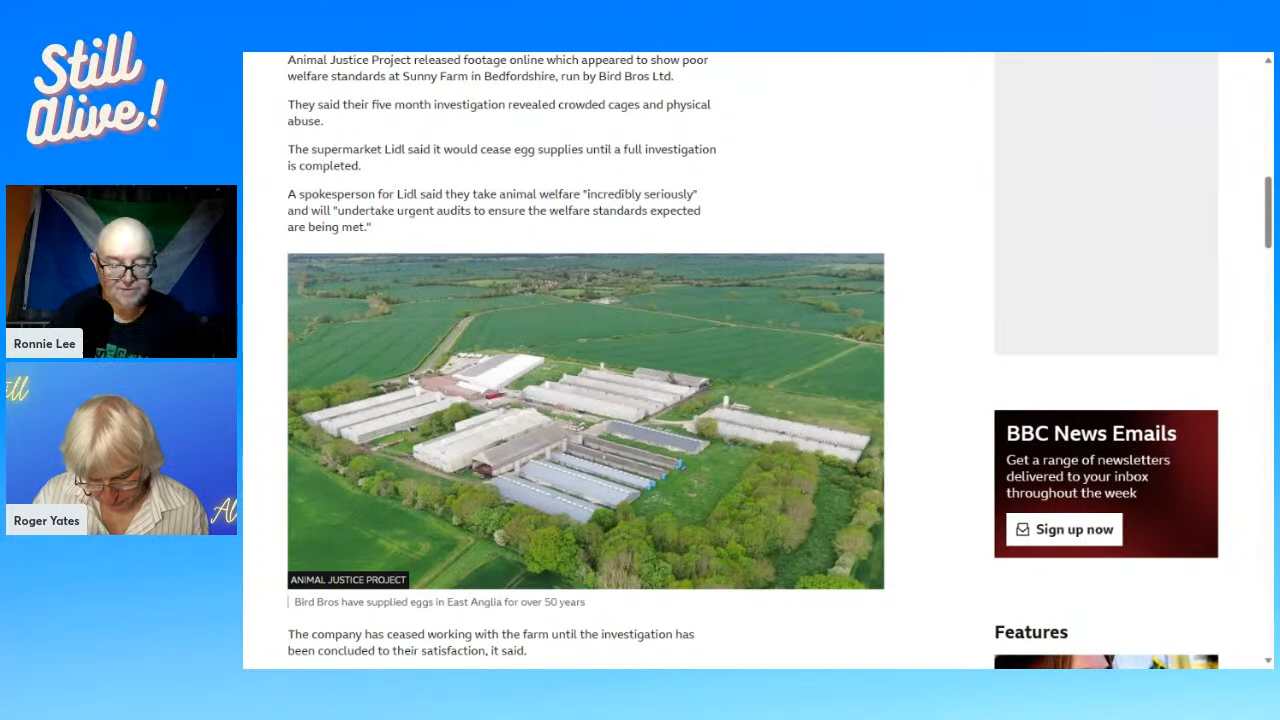 Still
Alive!
Animal Justice Project released footage online which appeared to show poor
welfare standards at Sunny Farm in Bedfordshire, run by Bird Bros Ltd.
They said their five month investigation revealed crowded cages and physical
abuse.
The supermarket Lidl said it would cease egg supplies until a full investigation
is completed.
A spokesperson for Lidl said they take animal welfare "incredibly seriously"
and will "undertake urgent audits to ensure the welfare standards expected
are being met."
Ronnie Lee
ill
Al
Roger Yates
ANIMAL JUSTICE PROJECT
Bird Bros have supplied eggs in East Anglia for over 50 years
The company has ceased working with the farm until the investigation has
been concluded to their satisfaction, it said.
BBC News Emails
Get a range of newsletters
delivered to your inbox
throughout the week
Sign up now
Features